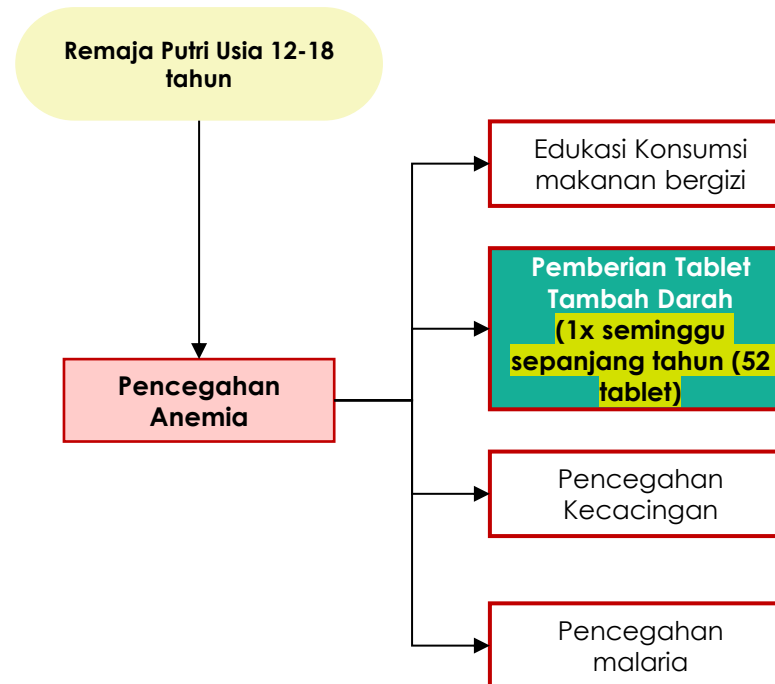 Remaja Putri Usia 12-18
tahun
Edukasi Konsumsi
makanan bergizi
Pemberian Tablet
Tambah Darah
(1x seminggu
sepanjang tahun (52
tablet)
Pencegahan
Anemia
Pencegahan
Kecacingan
Pencegahan
malaria